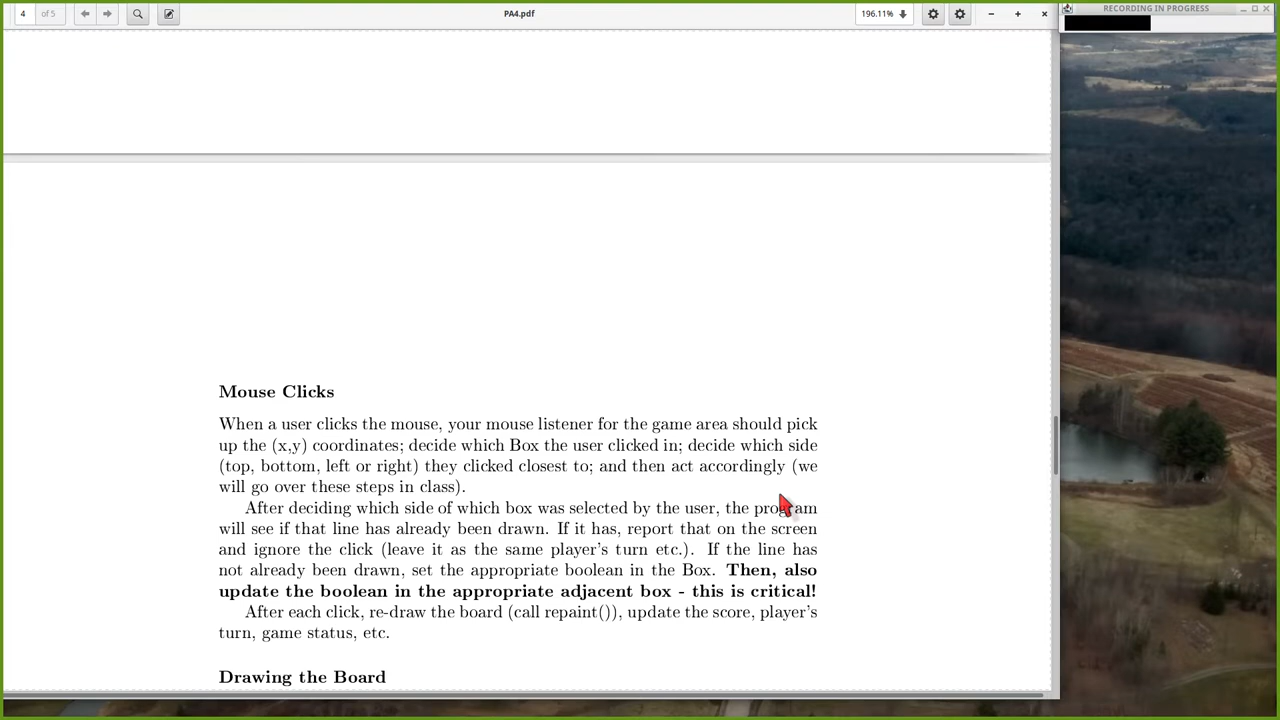 4 of 5
PA4.pdf
196.11%
RECORDING IN PROGRESS
Mouse Clicks
When a user clicks the mouse, your mouse listener for the game area should pick
up the (x,y) coordinates; decide which Box the user clicked in; decide which side
(top, bottom, left or right) they clicked closest to; and then act accordingly (we
will go over these steps in class).
After deciding which side of which box was selected by the user, the program
will see if that line has already been drawn. If it has, report that on the screen
and ignore the click (leave it as the same player's turn etc.). If the line has
not already been drawn, set the appropriate boolean in the Box. Then, also
update the boolean in the appropriate adjacent box - this is critical!
After each click, re-draw the board (call repaint()), update the score, player's
turn, game status, etc.
Drawing the Board